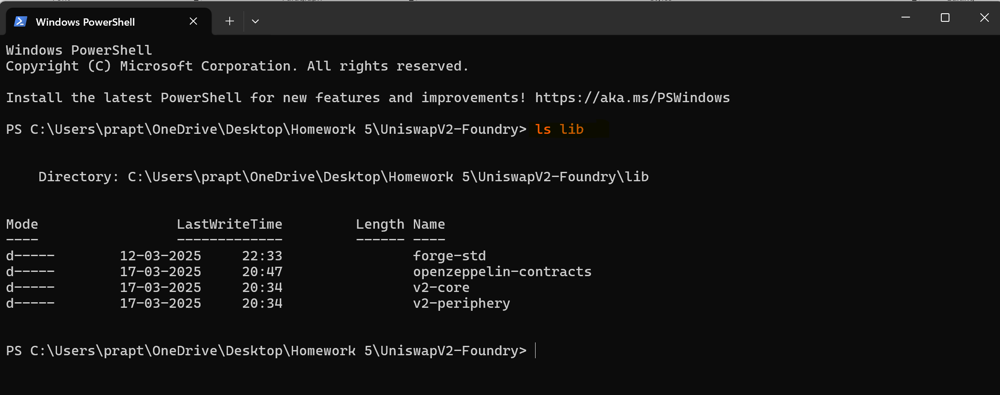 Windows PowerShell
Windows PowerShell
Copyright (C) Microsoft Corporation. All rights reserved.
Install the latest PowerShell for new features and improvements! https://aka.ms/PSWindows
PS C:\Users\prapt\OneDrive\Desktop\Homework 5\UniswapV2-Foundry> ls lib
Directory: C:\Users\prapt\OneDrive\Desktop\Homework 5\UniswapV2-Foundry\lib
Mode LastWriteTime Length Name
---- ------------- ------ ----
d----- 12-03-2025 22:33 forge-std
d----- 17-03-2025 20:47 openzeppelin-contracts
d----- 17-03-2025 20:34 v2-core
d----- 17-03-2025 20:34 v2-periphery
PS C:\Users\prapt\OneDrive\Desktop\Homework 5\UniswapV2-Foundry>